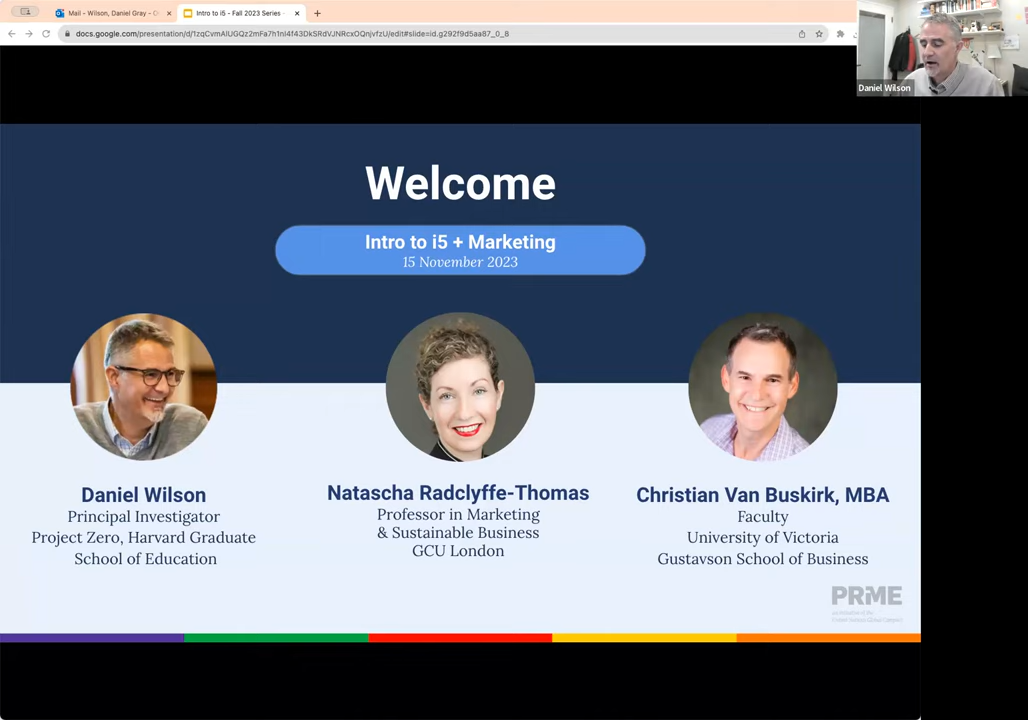 Mail - Wilson, Daniel Gray - O
Intro to i5 - Fall 2023 Series -
docs.google.com/presentation/d/1zqCvmAlUGQz2mFa7h1nl4f43DkSRdVJNRcxOQnjvfzU/edit#slide=id.g292f9d5aa87_0_8
Daniel Wilson
Welcome
Intro to i5 + Marketing
15 November 2023
Daniel Wilson
Principal Investigator
Project Zero, Harvard Graduate
School of Education
Natascha Radclyffe-Thomas
Professor in Marketing
& Sustainable Business
GCU London
Christian Van Buskirk, MBA
Faculty
University of Victoria
Gustavson School of Business
PRiME